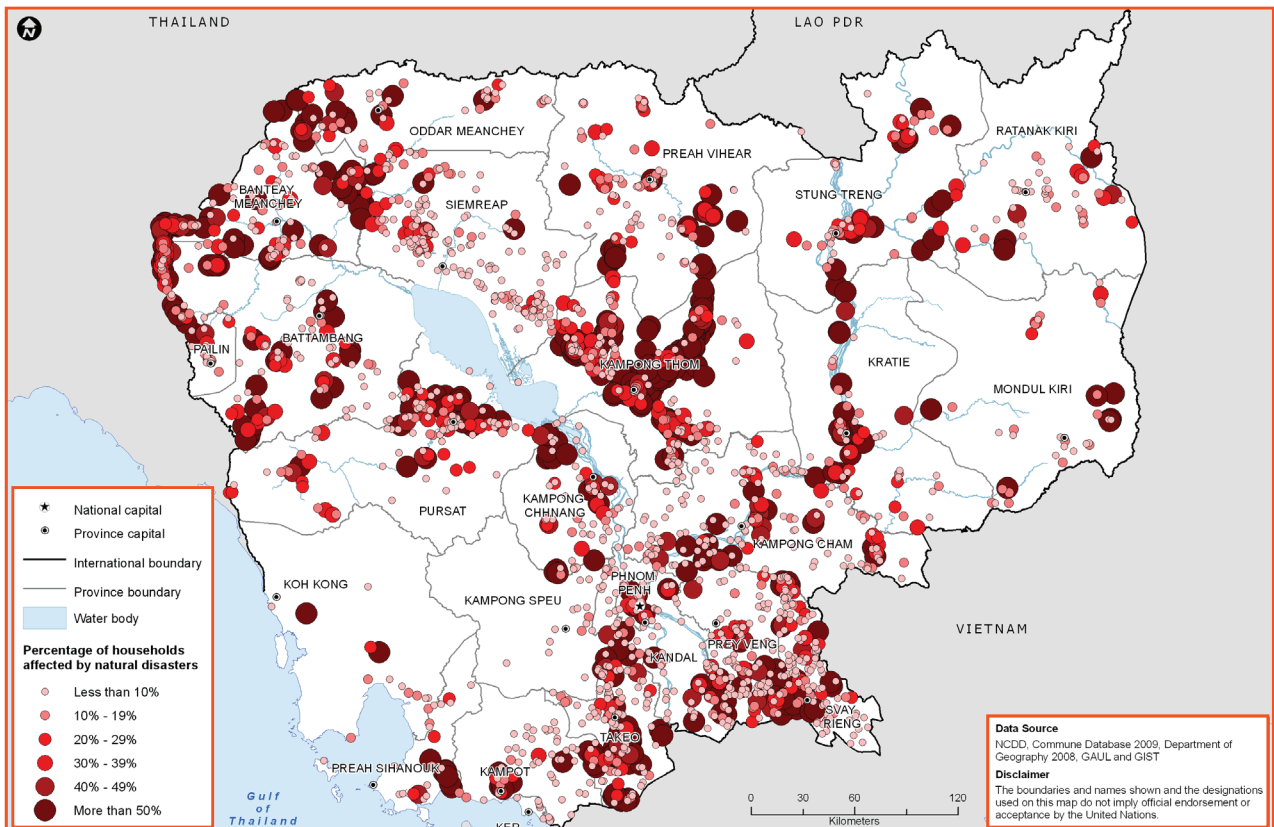 THAILAND
LAO PDR
N
ODDAR MEANCHEY
RATANAK KIRI
PREAH VIHEAR
STUNG TRENG
BANTEAY
MEANCHEY
SIEMREAP
BATTAMBANG
PAILIN
KAMPONG THOM
KRATIE
MONDUL KIRI
KAMPONG
CHHNANG
PURSAT
KAMPONG CHAM
KOH KONG
PHNOM
PENH
KAMPONG SPEU
VIETNAM
PREY VENG
KANDAL
SVAY
RIENG
TAKEO
PREAH SIHANOUK
KAMPOT
Gulf
of
Thailand
National capital
Province capital
International boundary
Province boundary
Water body
Percentage of households
affected by natural disasters
Less than 10%
10% - 19%
20% - 29%
30% - 39%
40% - 49%
More than 50%
0 30 60 120
Kilometers
Data Source
NCDD, Commune Database 2009, Department of
Geography 2008, GAUL and GIST
Disclaimer
The boundaries and names shown and the designations
used on this map do not imply official endorsement or
acceptance by the United Nations.